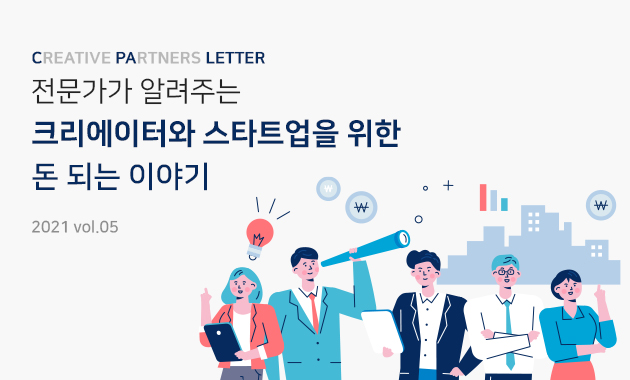 CREATIVE PARTNERS LETTER
전문가가 알려주는
크리에이터와 스타트업을 위한
돈 되는 이야기
2021 vol.05
₩
₩
₩